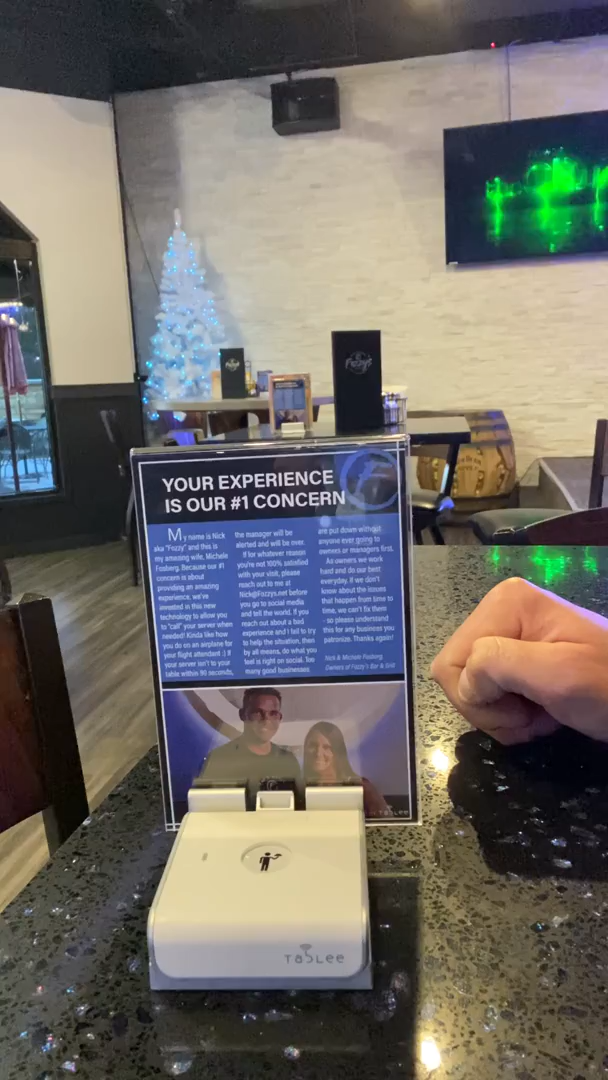 Fozzy's
YOUR EXPERIENCE
IS OUR #1 CONCERN
My name is Nick
aka "Fozzy" and this is
my amazing wife, Michele
Fosberg. Because our #1
concern is about
providing an amazing
experience, we've
invested in this new
technology to allow you
to "call" your server when
needed! Kinda like how
you do on an airplane for
your flight attendant :) If
your server isn't to your
table within 90 seconds,
the manager will be
alerted and will be over.
If for whatever reason
you're not 100% satisfied
with your visit, please
reach out to me at
Nick@Fozzys.net before
you go to social media
and tell the world. If you
reach out about a bad
experience and I fail to try
to help the situation, then
by all means, do what you
feel is right on social. Too
many good businesses
are put down without
anyone ever going to
owners or managers first.
As owners we work
hard and do our best
everyday. If we don't
know about the issues
that happen from time to
time, we can't fix them
- so please understand
this for any business you
patronize. Thanks again!
Nick & Michele Fosberg
Owners of Fozzy's Bar & Grill
TABLEE
TABLEE